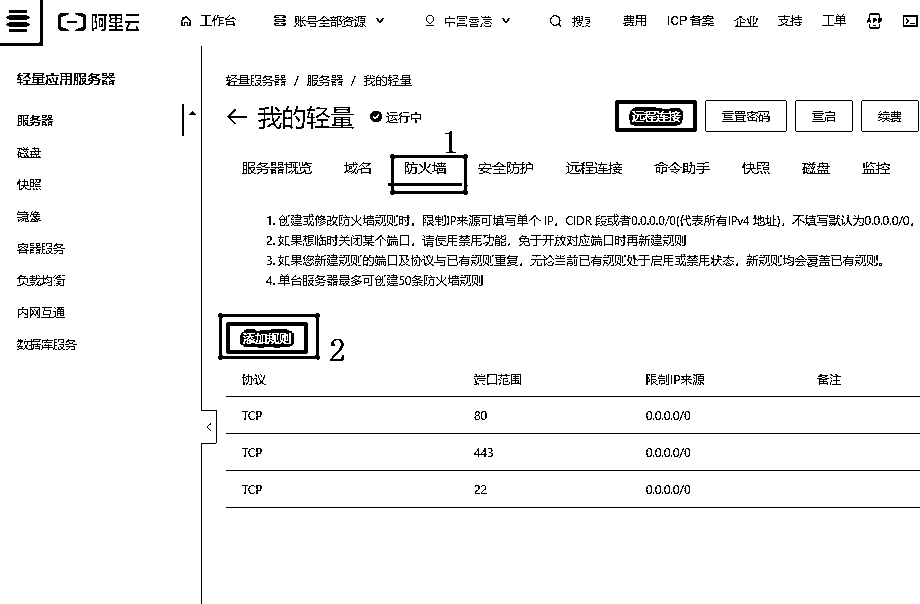 阿里云 工作台 账号全部资源 中国香港 搜 费用 ICP 备案 企业 支持 工单
轻量应用服务器
服务器
磁盘
快照
镜像
容器服务
负载均衡
内网互通
数据库服务
轻量服务器 / 服务器 / 我的轻量
← 我的轻量 运行中 远程连接 重置密码 重启 续费
1
服务器概览 域名 防火墙 安全防护 远程连接 命令助手 快照 磁盘 监控
1. 创建或修改防火墙规则时，限制IP来源可填写单个 IP，CIDR 段或者0.0.0.0/0(代表所有IPv4 地址)，不填写默认为0.0.0.0/0。
2. 如果想临时关闭某个端口，请使用禁用功能，免于开放对应端口时再新建规则
3. 如果您新建规则的端口及协议与已有规则重复，无论当前已有规则处于启用或禁用状态，新规则均会覆盖已有规则。
4. 单台服务器最多可创建50条防火墙规则
添加规则 2
协议 端口范围 限制IP来源 备注
TCP 80 0.0.0.0/0
TCP 443 0.0.0.0/0
TCP 22 0.0.0.0/0